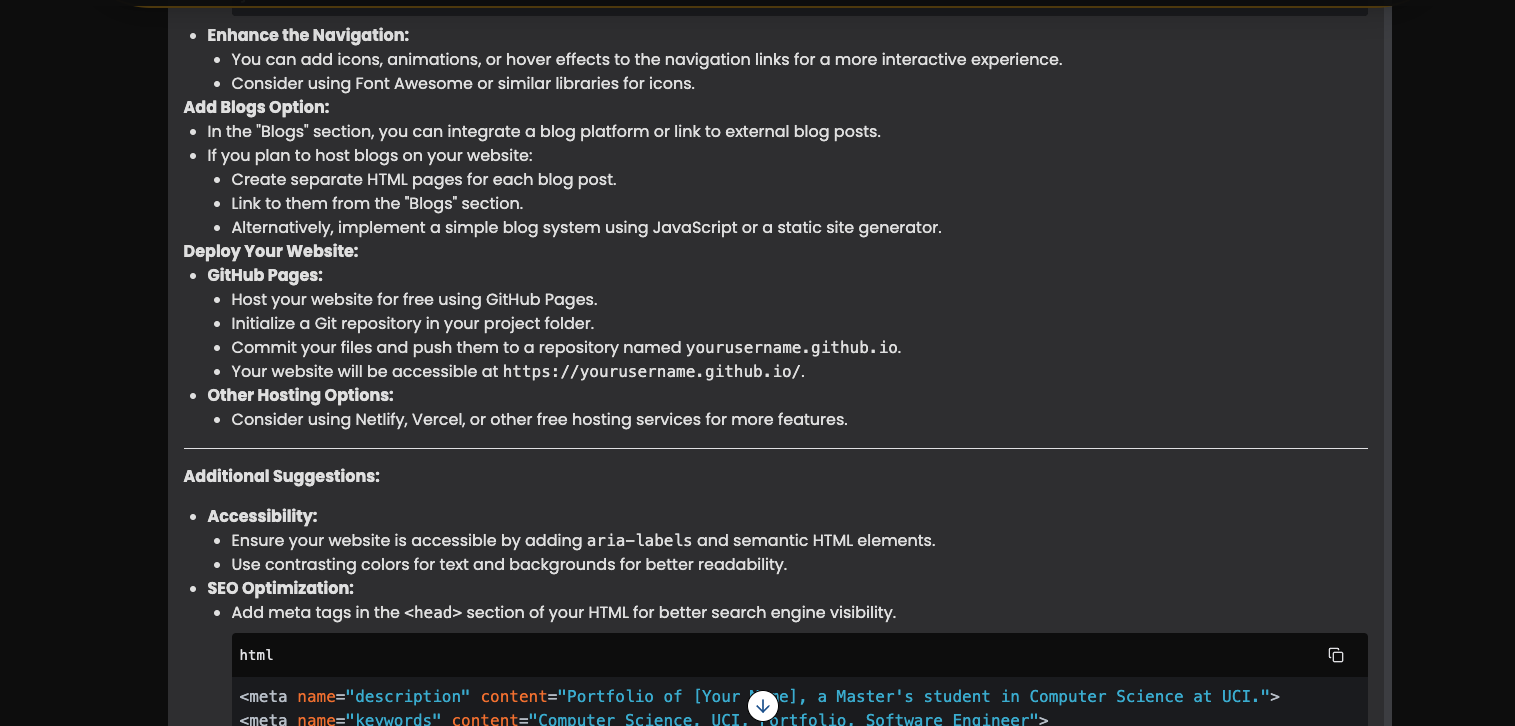 Enhance the Navigation:
You can add icons, animations, or hover effects to the navigation links for a more interactive experience.
Consider using Font Awesome or similar libraries for icons.
Add Blogs Option:
In the "Blogs" section, you can integrate a blog platform or link to external blog posts.
If you plan to host blogs on your website:
Create separate HTML pages for each blog post.
Link to them from the "Blogs" section.
Alternatively, implement a simple blog system using JavaScript or a static site generator.
Deploy Your Website:
GitHub Pages:
Host your website for free using GitHub Pages.
Initialize a Git repository in your project folder.
Commit your files and push them to a repository named yourusername.github.io.
Your website will be accessible at https://yourusername.github.io/.
Other Hosting Options:
Consider using Netlify, Vercel, or other free hosting services for more features.
Additional Suggestions:
Accessibility:
Ensure your website is accessible by adding aria-labels and semantic HTML elements.
Use contrasting colors for text and backgrounds for better readability.
SEO Optimization:
Add meta tags in the <head> section of your HTML for better search engine visibility.
html
<meta name="description" content="Portfolio of [Your Name], a Master's student in Computer Science at UCI.">
<meta name="keywords" content="Computer Science, UCI, Portfolio, Software Engineer">